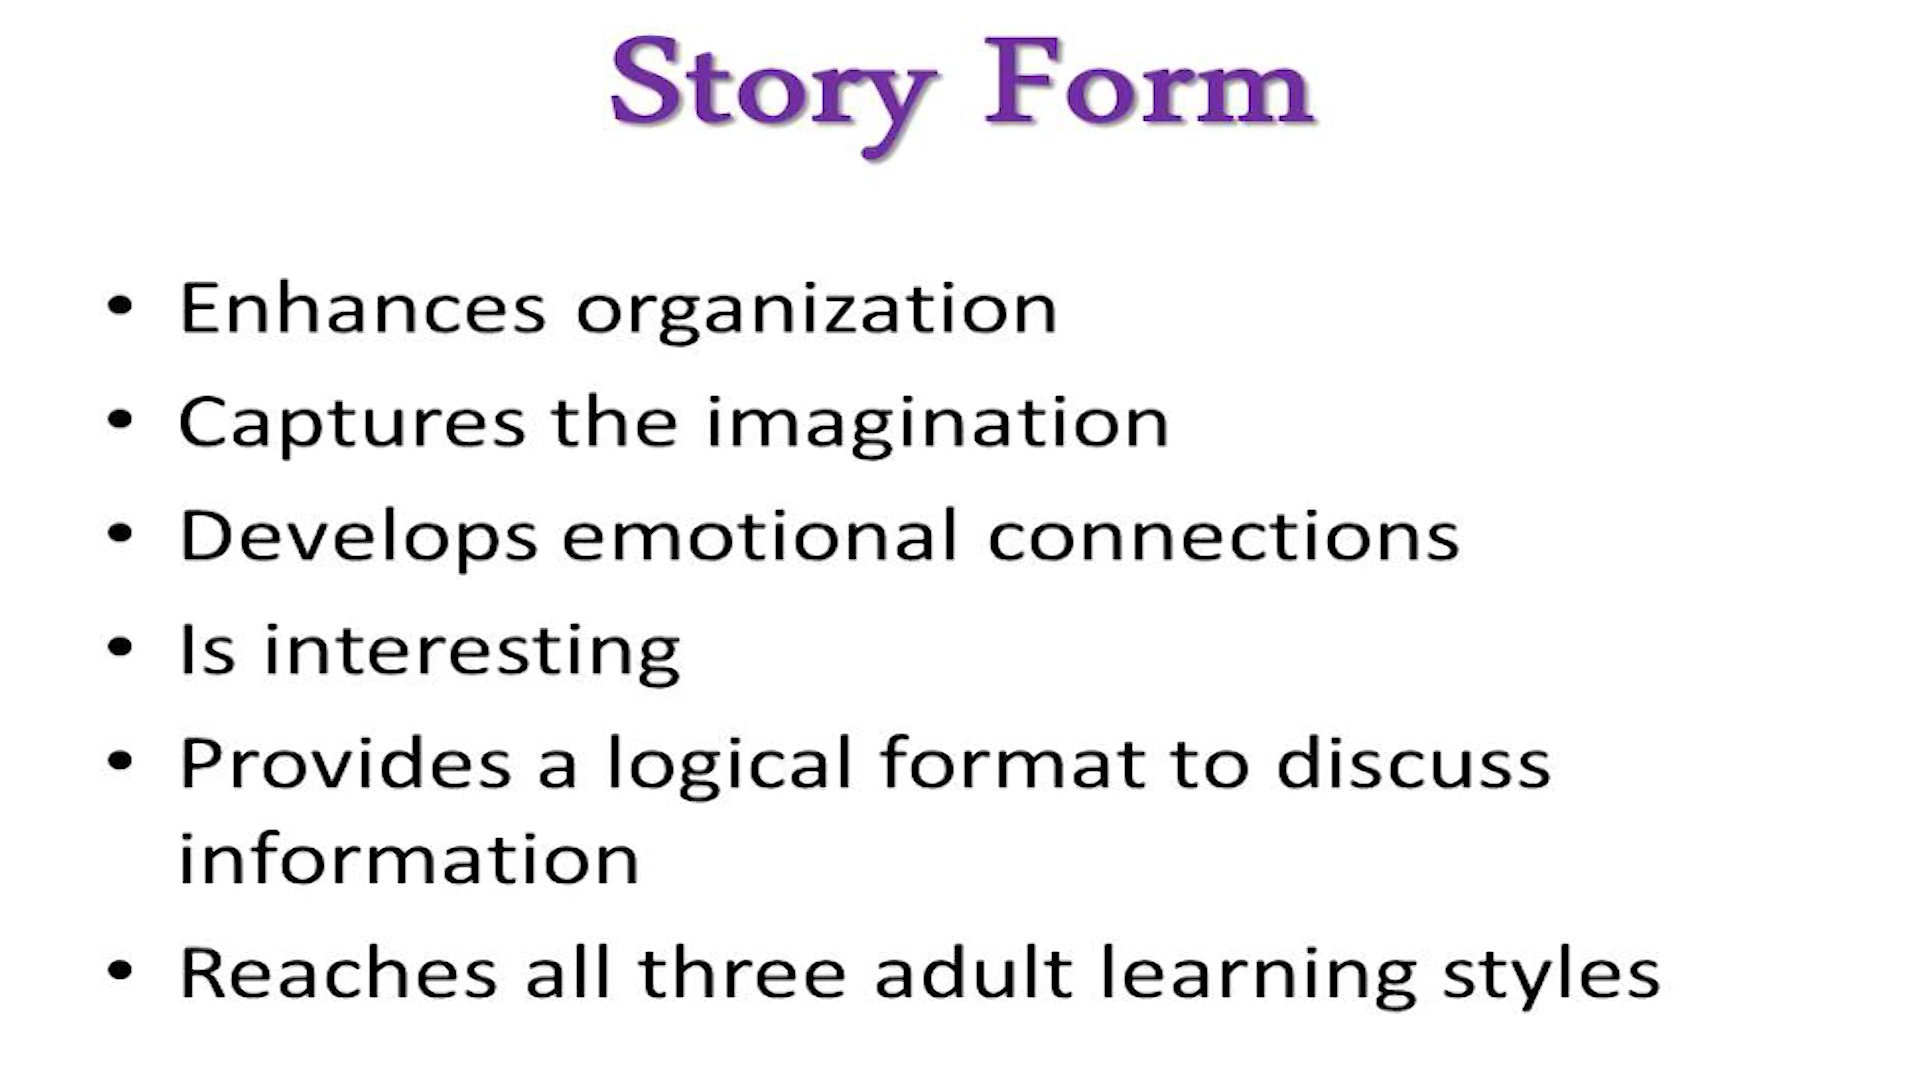 Story Form
• Enhances organization
• Captures the imagination
• Develops emotional connections
• Is interesting
• Provides a logical format to discuss
information
• Reaches all three adult learning styles